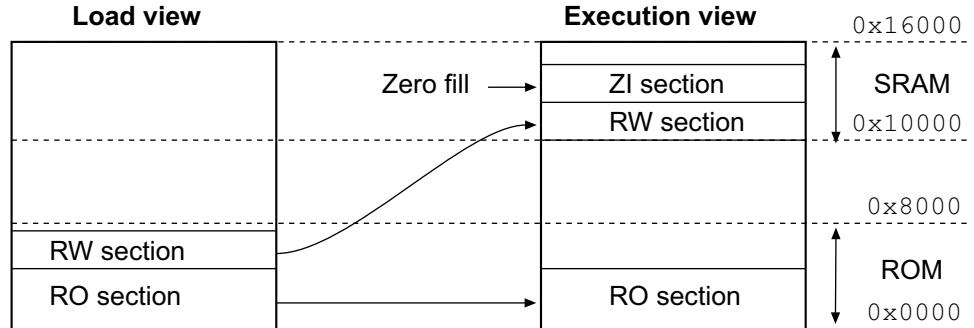 Load view Execution view
0x16000
Zero fill ZI section SRAM
RW section 0x10000
0x8000
RW section
ROM
RO section RO section
0x0000